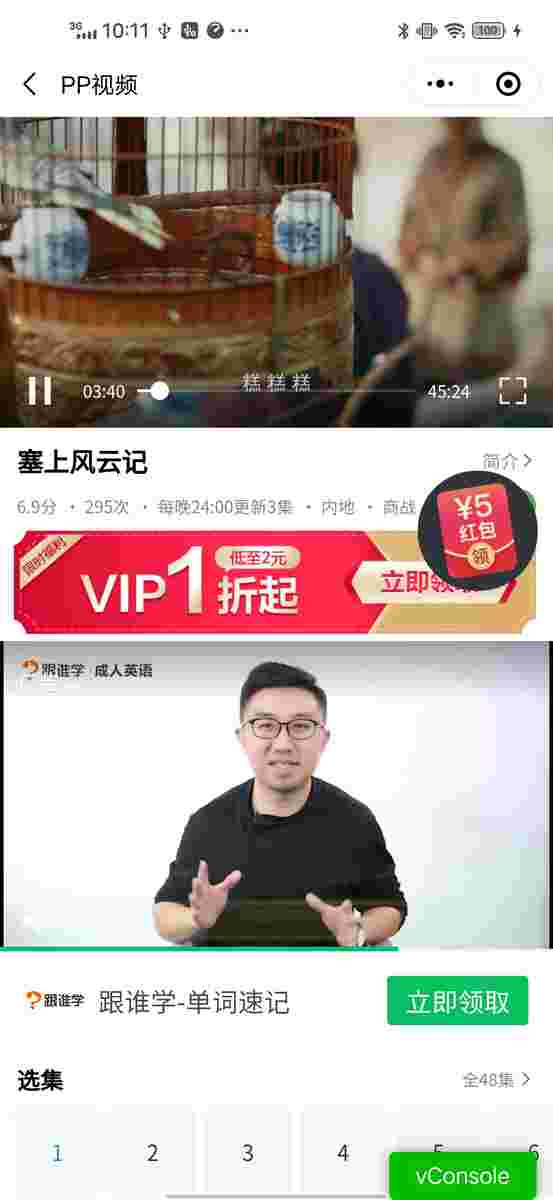 3G 10:11 100
PP视频
糕糕糕
03:40 45:24
塞上风云记
简介
6.9分 · 295次 · 每晚24:00更新3集 · 内地 · 商战
¥5
红包
领
限时福利
VIP1折起
低至2元
立即领取
跟谁学 成人英语
跟谁学 跟谁学-单词速记
立即领取
选集
全48集
1 2 3 4 5 6
vConsole